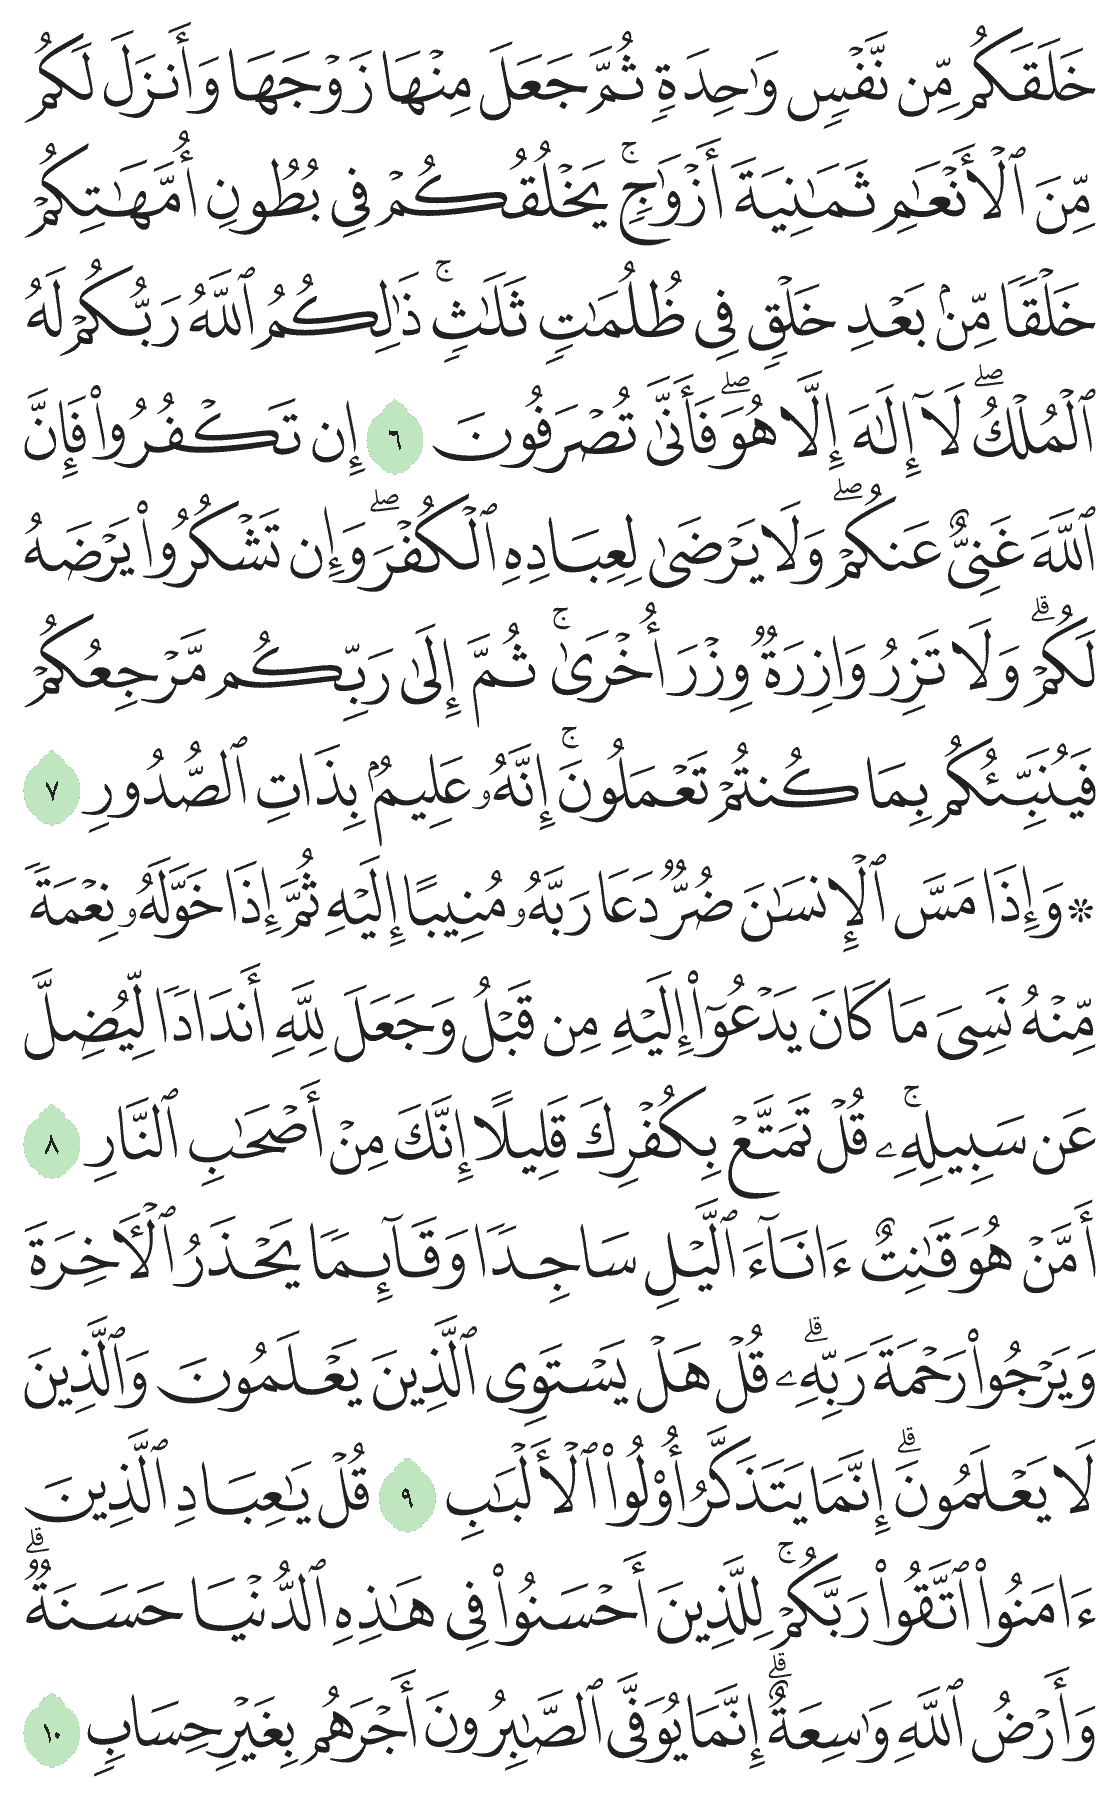 خَلَقَكُم مِّن نَّفْسٍ وَٰحِدَةٍ ثُمَّ جَعَلَ مِنْهَا زَوْجَهَا وَأَنزَلَ لَكُم
مِّنَ ٱلْأَنْعَٰمِ ثَمَٰنِيَةَ أَزْوَٰجٍ ۚ يَخْلُقُكُمْ فِي بُطُونِ أُمَّهَٰتِكُمْ
خَلْقًا مِّنۢ بَعْدِ خَلْقٍ فِي ظُلُمَٰتٍ ثَلَٰثٍ ۚ ذَٰلِكُمُ ٱللَّهُ رَبُّكُمْ لَهُ
ٱلْمُلْكُ ۖ لَآ إِلَٰهَ إِلَّا هُوَ ۖ فَأَنَّىٰ تُصْرَفُونَ ٦ إِن تَكْفُرُوا۟ فَإِنَّ
ٱللَّهَ غَنِيٌّ عَنكُمْ ۖ وَلَا يَرْضَىٰ لِعِبَادِهِ ٱلْكُفْرَ ۖ وَإِن تَشْكُرُوا۟ يَرْضَهُ
لَكُمْ ۗ وَلَا تَزِرُ وَازِرَةٌ وِزْرَ أُخْرَىٰ ۚ ثُمَّ إِلَىٰ رَبِّكُم مَّرْجِعُكُمْ
فَيُنَبِّئُكُم بِمَا كُنتُمْ تَعْمَلُونَ ۚ إِنَّهُۥ عَلِيمٌۢ بِذَاتِ ٱلصُّدُورِ ٧
۞ وَإِذَا مَسَّ ٱلْإِنسَٰنَ ضُرٌّ دَعَا رَبَّهُۥ مُنِيبًا إِلَيْهِ ثُمَّ إِذَا خَوَّلَهُۥ نِعْمَةً
مِّنْهُ نَسِيَ مَا كَانَ يَدْعُوٓا۟ إِلَيْهِ مِن قَبْلُ وَجَعَلَ لِلَّهِ أَندَادًا لِّيُضِلَّ
عَن سَبِيلِهِۦ ۚ قُلْ تَمَتَّعْ بِكُفْرِكَ قَلِيلًا إِنَّكَ مِنْ أَصْحَٰبِ ٱلنَّارِ ٨
أَمَّنْ هُوَ قَٰنِتٌ ءَانَآءَ ٱلَّيْلِ سَاجِدًا وَقَآئِمًا يَحْذَرُ ٱلْأَخِرَةَ
وَيَرْجُوا۟ رَحْمَةَ رَبِّهِۦ ۗ قُلْ هَلْ يَسْتَوِي ٱلَّذِينَ يَعْلَمُونَ وَٱلَّذِينَ
لَا يَعْلَمُونَ ۗ إِنَّمَا يَتَذَكَّرُ أُو۟لُوا۟ ٱلْأَلْبَٰبِ ٩ قُلْ يَٰعِبَادِ ٱلَّذِينَ
ءَامَنُوا۟ ٱتَّقُوا۟ رَبَّكُمْ ۚ لِلَّذِينَ أَحْسَنُوا۟ فِي هَٰذِهِ ٱلدُّنْيَا حَسَنَةٌ ۗ
وَأَرْضُ ٱللَّهِ وَٰسِعَةٌ ۗ إِنَّمَا يُوَفَّى ٱلصَّٰبِرُونَ أَجْرَهُم بِغَيْرِ حِسَابٍ ١٠